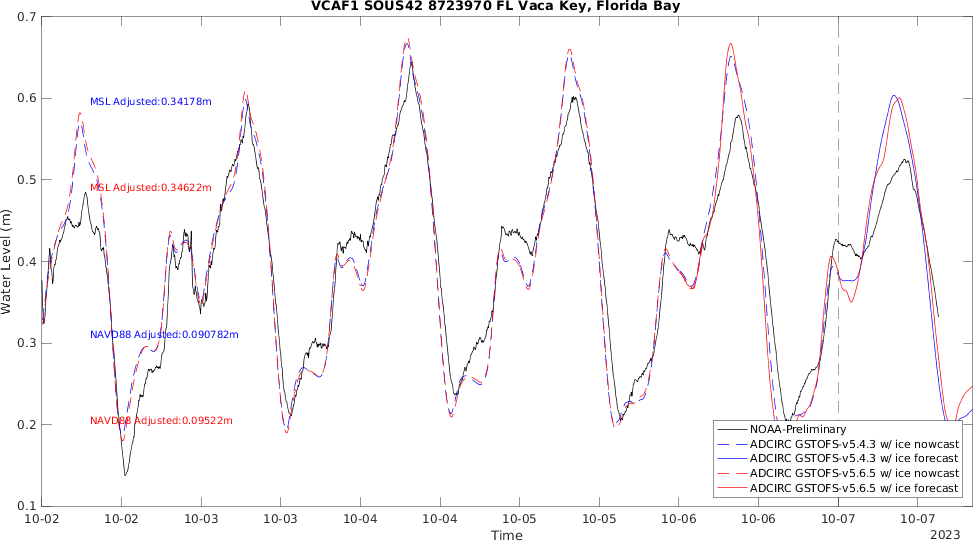 VCAF1 SOUS42 8723970 FL Vaca Key, Florida Bay
0.7
0.6
0.5
0.4
0.3
0.2
0.1
Water Level (m)
MSL Adjusted:0.34178m
MSL Adjusted:0.34622m
NAVD88 Adjusted:0.090782m
NAVD88 Adjusted:0.09522m
NOAA-Preliminary
ADCIRC GSTOFS-v5.4.3 w/ ice nowcast
ADCIRC GSTOFS-v5.4.3 w/ ice forecast
ADCIRC GSTOFS-v5.6.5 w/ ice nowcast
ADCIRC GSTOFS-v5.6.5 w/ ice forecast
10-02 10-02 10-03 10-03 10-04 10-04 10-05 10-05 10-06 10-06 10-07 10-07
Time
2023